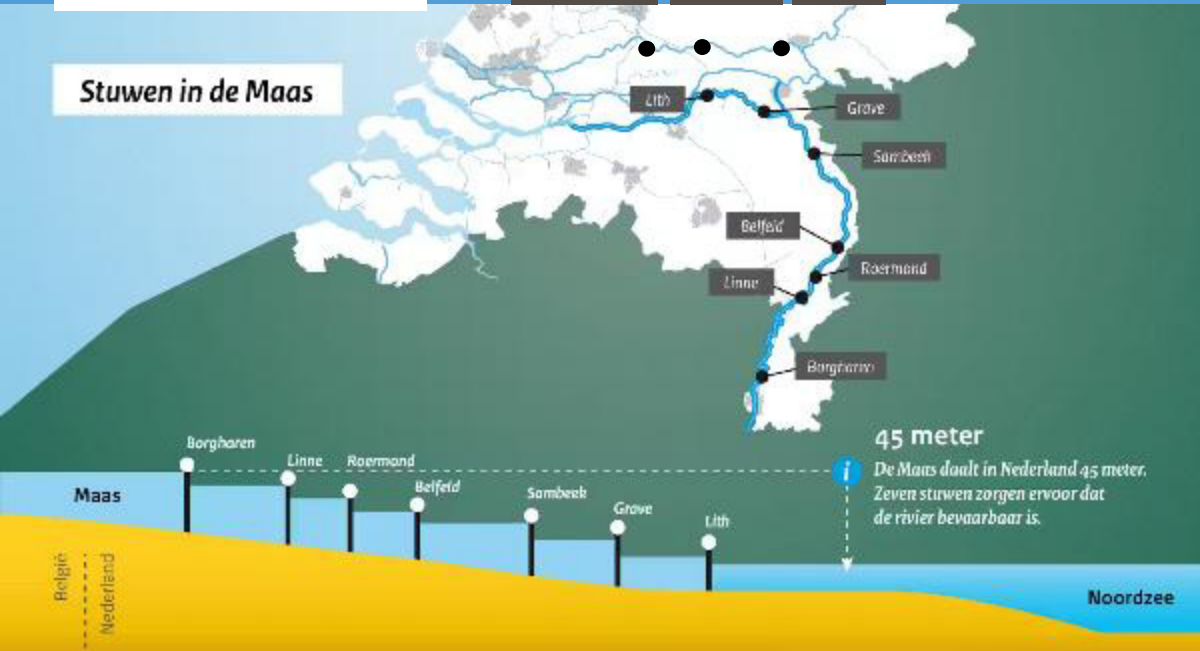 Stuwen in de Maas
Lith
Grave
Sambeek
Belfeld
Roermond
Linne
Borgharen
Borgharen
Linne
Roermond
Belfeld
Sambeek
Grave
Lith
Maas
België
Nederland
45 meter
i
De Maas daalt in Nederland 45 meter.
Zeven stuwen zorgen ervoor dat
de rivier bevaarbaar is.
Noordzee